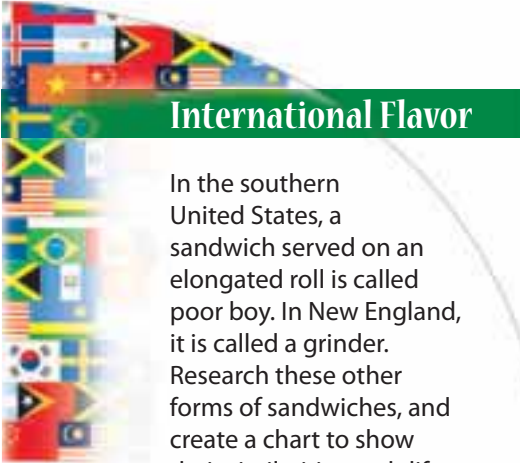 International Flavor
In the southern
United States, a
sandwich served on an
elongated roll is called
poor boy. In New England,
it is called a grinder.
Research these other
forms of sandwiches, and
create a chart to show